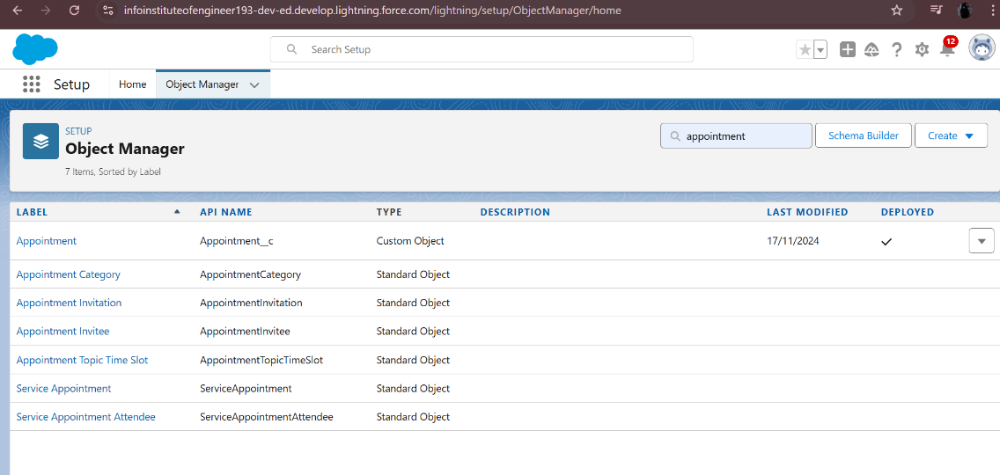 infoinstituteofengineer193-dev-ed.develop.lightning.force.com/lightning/setup/ObjectManager/home
Search Setup
12
Setup Home Object Manager
SETUP
Object Manager
7 Items, Sorted by Label
appointment
Schema Builder
Create
LABEL API NAME TYPE DESCRIPTION LAST MODIFIED DEPLOYED
Appointment Appointment__c Custom Object 17/11/2024
Appointment Category AppointmentCategory Standard Object
Appointment Invitation AppointmentInvitation Standard Object
Appointment Invitee AppointmentInvitee Standard Object
Appointment Topic Time Slot AppointmentTopicTimeSlot Standard Object
Service Appointment ServiceAppointment Standard Object
Service Appointment Attendee ServiceAppointmentAttendee Standard Object